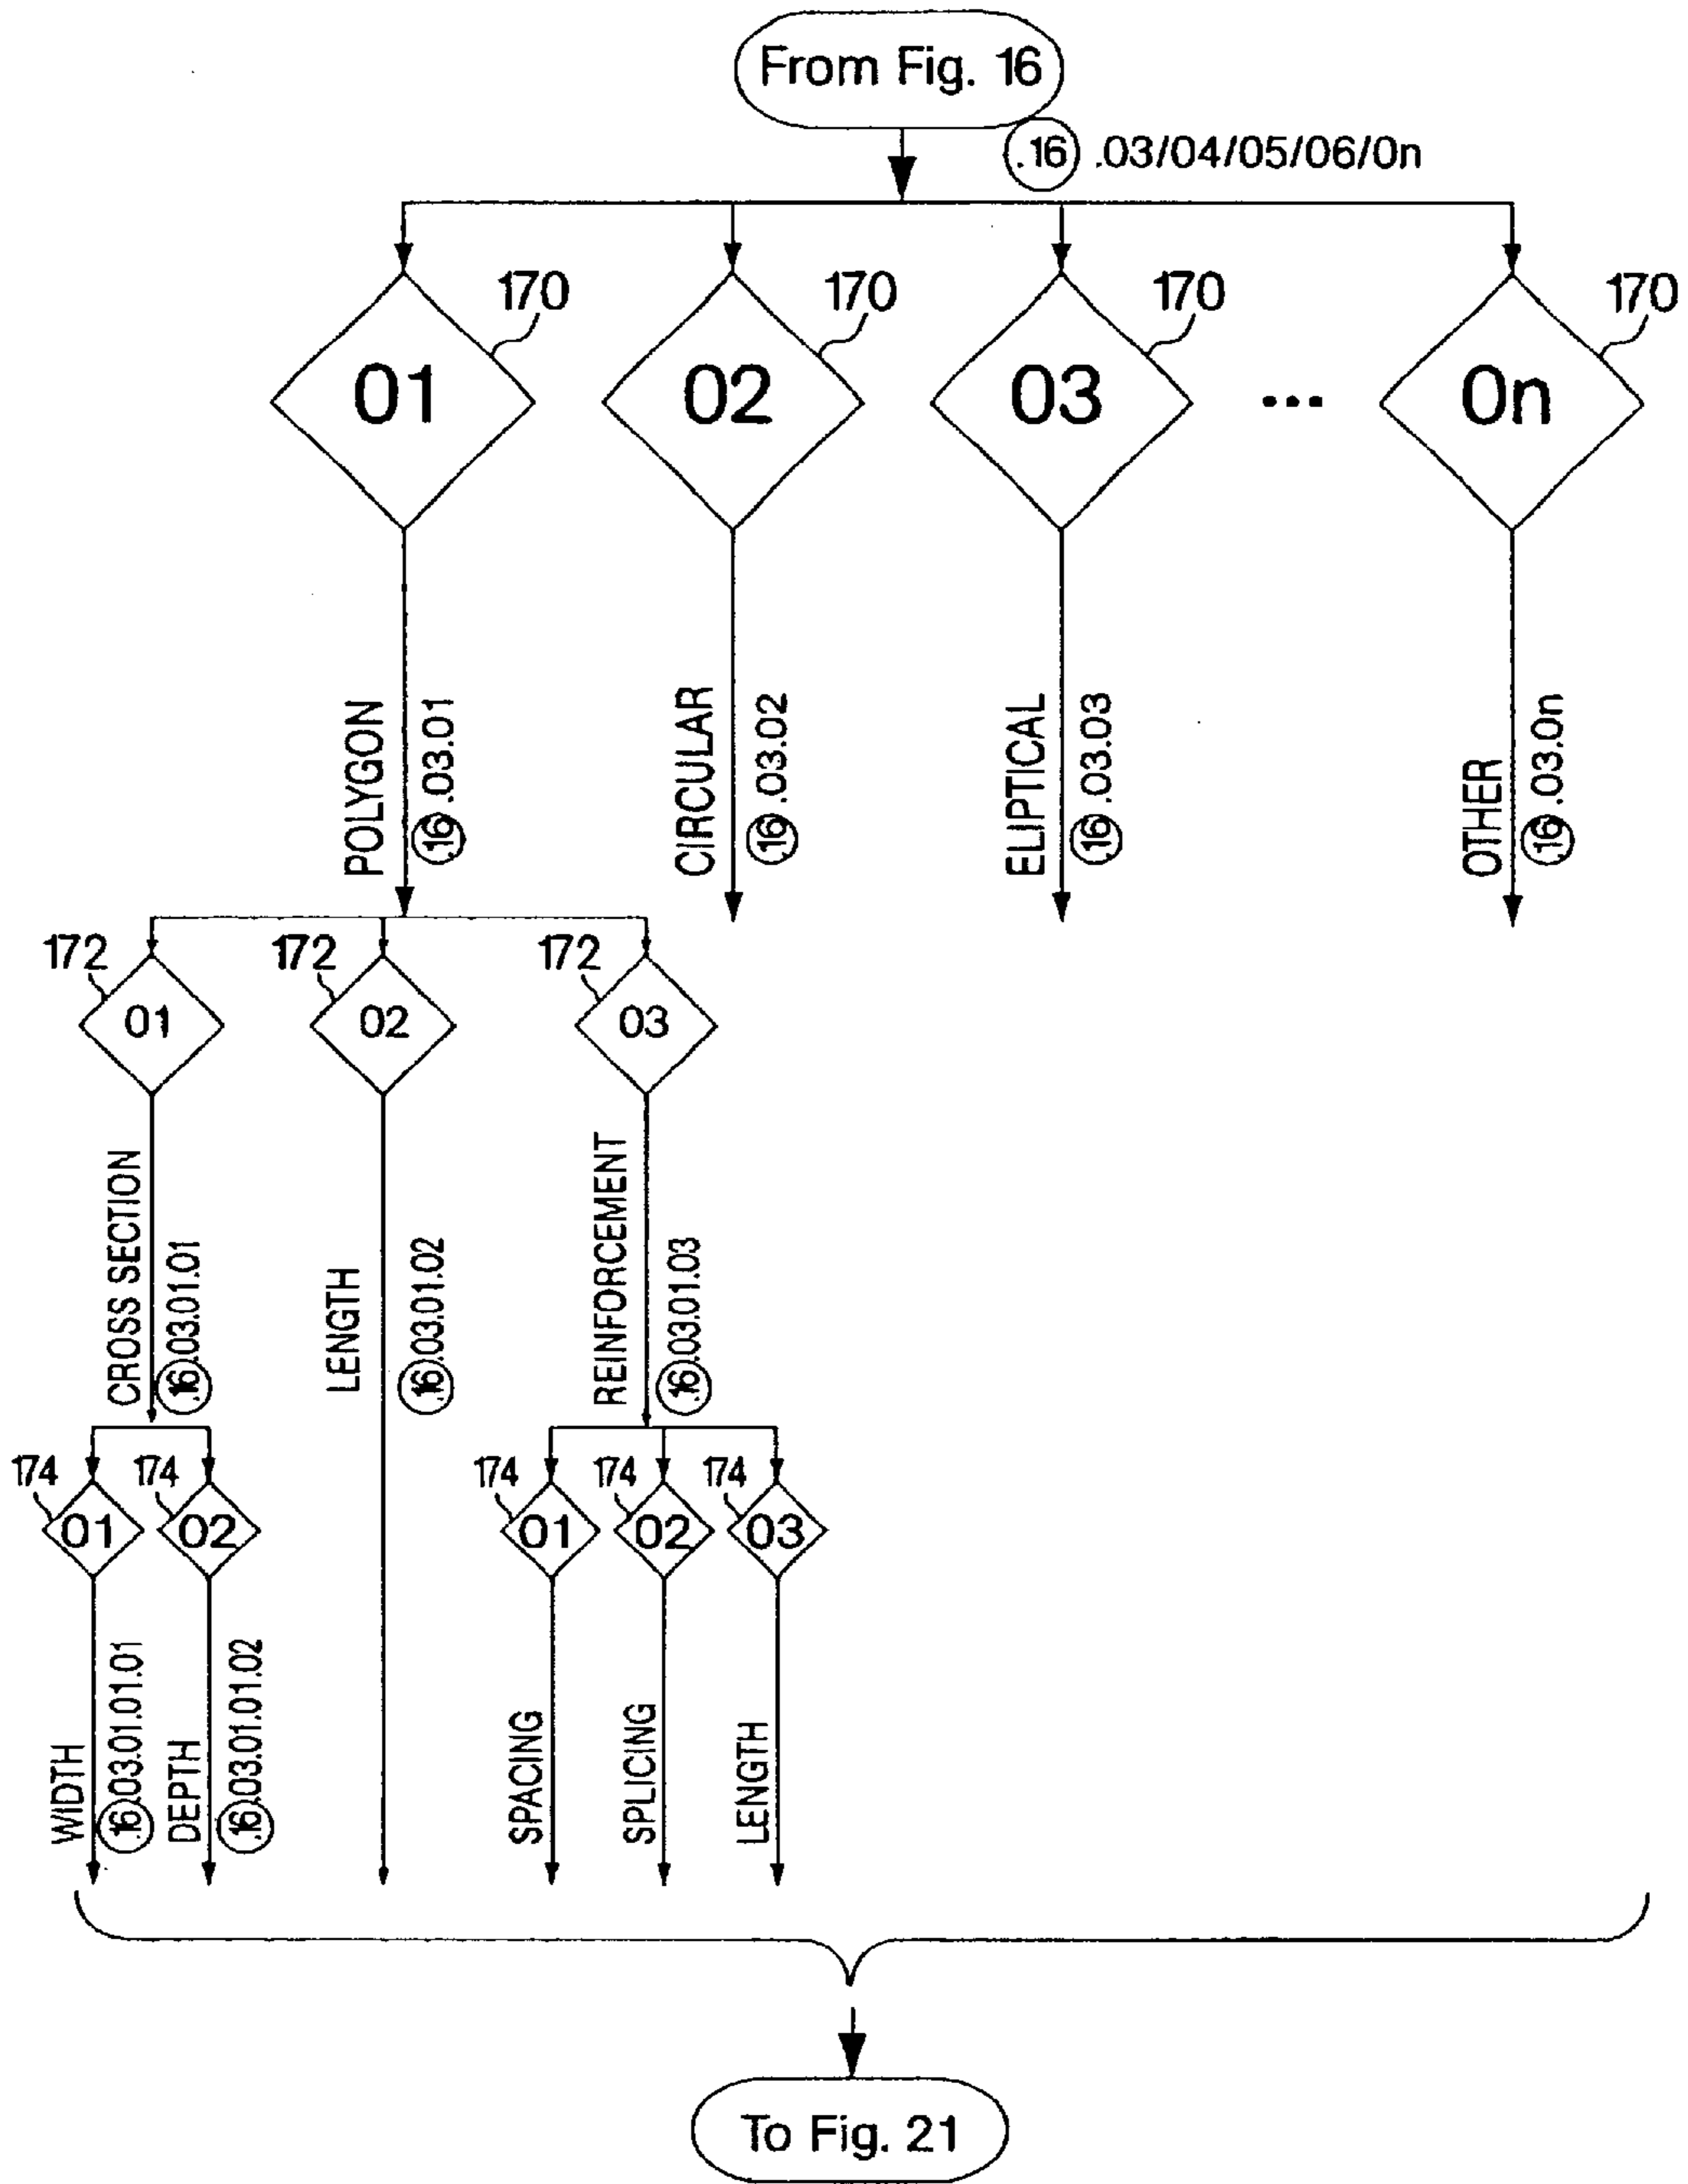 From Fig. 16
.16 .03/04/05/06/0n
170
170
170
170
01
02
03
...
0n
POLYGON
.16 .03.01
CIRCULAR
.16 .03.02
ELIPTICAL
.16 .03.03
OTHER
.16 .03.0n
172
172
172
01
02
03
CROSS SECTION
.16 .03.01.01
LENGTH
.16 .03.01.02
REINFORCEMENT
.16 .03.01.03
174
174
174
174
174
01
02
01
02
03
WIDTH
.16 .03.01.01.01
DEPTH
.16 .03.01.01.02
SPACING
SPLICING
LENGTH
To Fig. 21